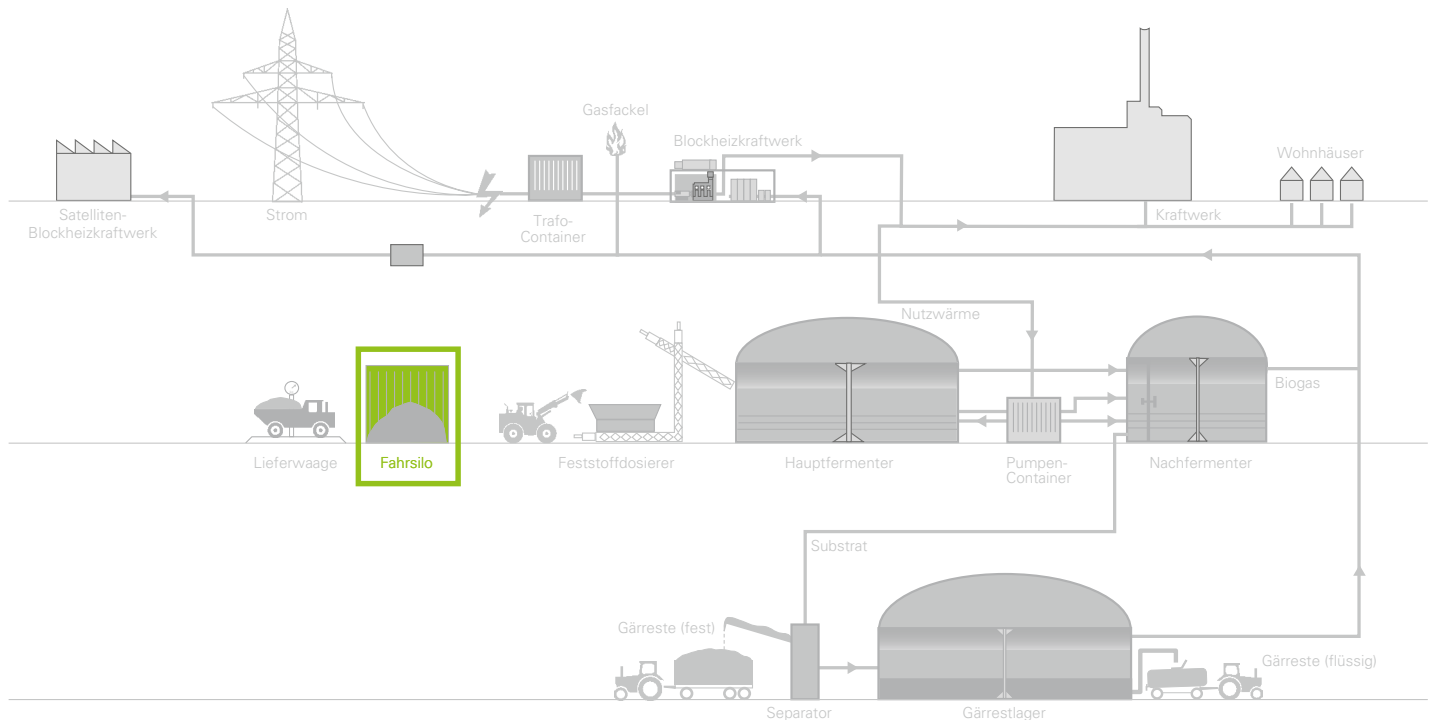 Gasfackel
Blockheizkraftwerk
Wohnhäuser
Satelliten-
Blockheizkraftwerk
Strom
Trafo-
Container
Kraftwerk
Nutzwärme
Biogas
Lieferwaage
Fahrsilo
Feststoffdosierer
Hauptfermenter
Pumpen-
Container
Nachfermenter
Substrat
Gärreste (fest)
Gärreste (flüssig)
Separator
Gärrestlager